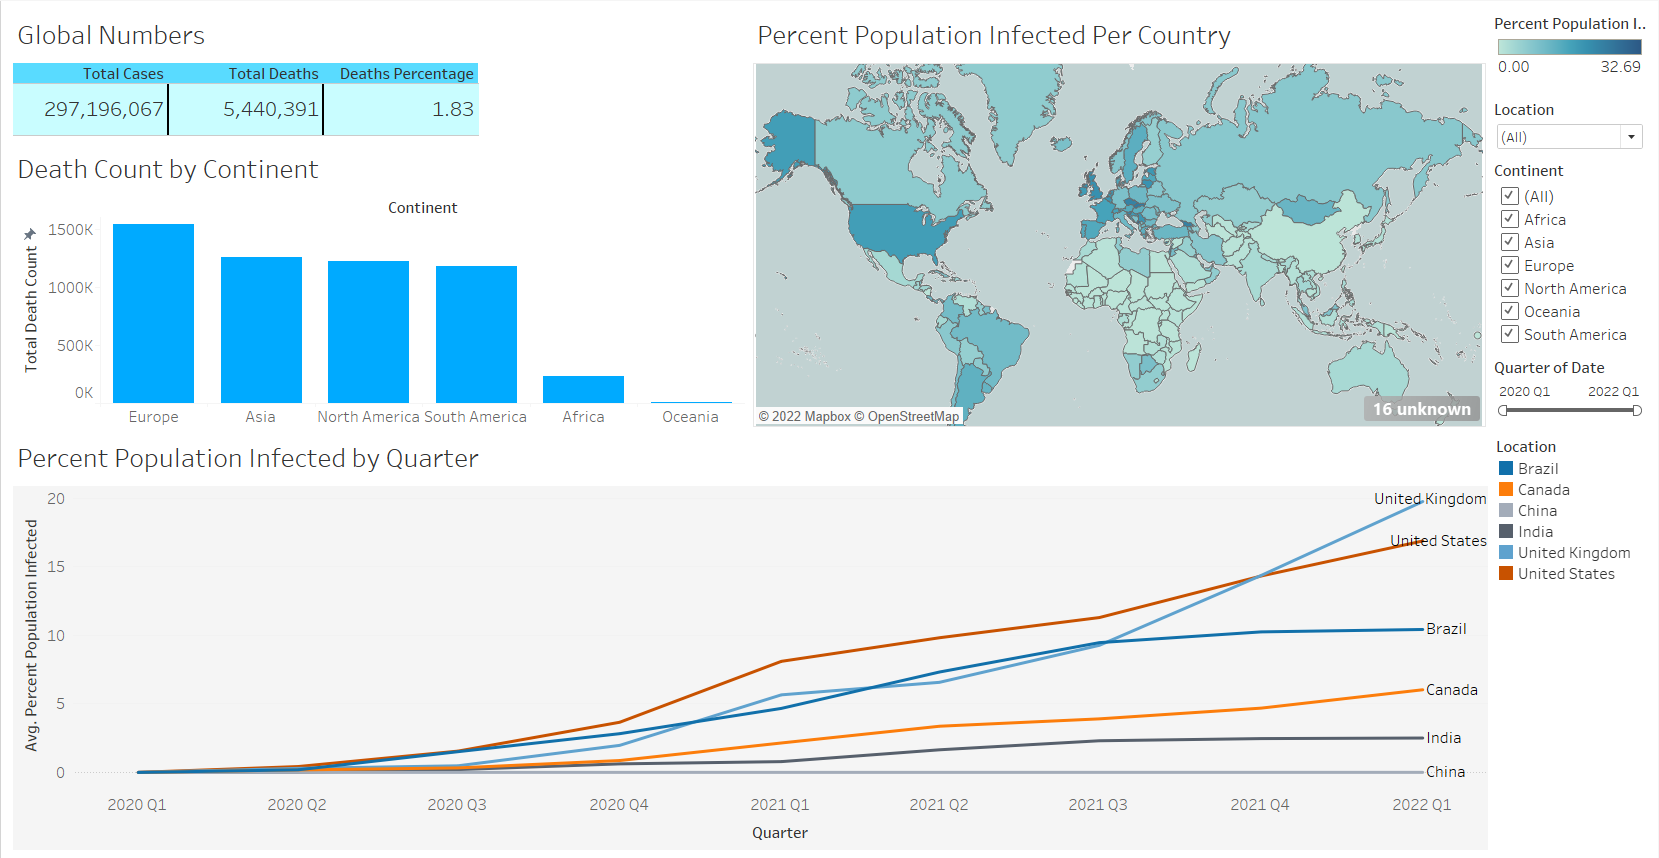 Global Numbers
Total Cases Total Deaths Deaths Percentage
297,196,067 5,440,391 1.83
Death Count by Continent
Continent
Total Death Count
1500K
1000K
500K
0K
Europe Asia North America South America Africa Oceania
Percent Population Infected Per Country
© 2022 Mapbox © OpenStreetMap
16 unknown
Percent Population I..
0.00 32.69
Location
(All)
Continent
(All)
Africa
Asia
Europe
North America
Oceania
South America
Quarter of Date
2020 Q1 2022 Q1
Percent Population Infected by Quarter
Avg. Percent Population Infected
20
15
10
5
0
United Kingdom
United States
Brazil
Canada
India
China
2020 Q1 2020 Q2 2020 Q3 2020 Q4 2021 Q1 2021 Q2 2021 Q3 2021 Q4 2022 Q1
Quarter
Location
Brazil
Canada
China
India
United Kingdom
United States